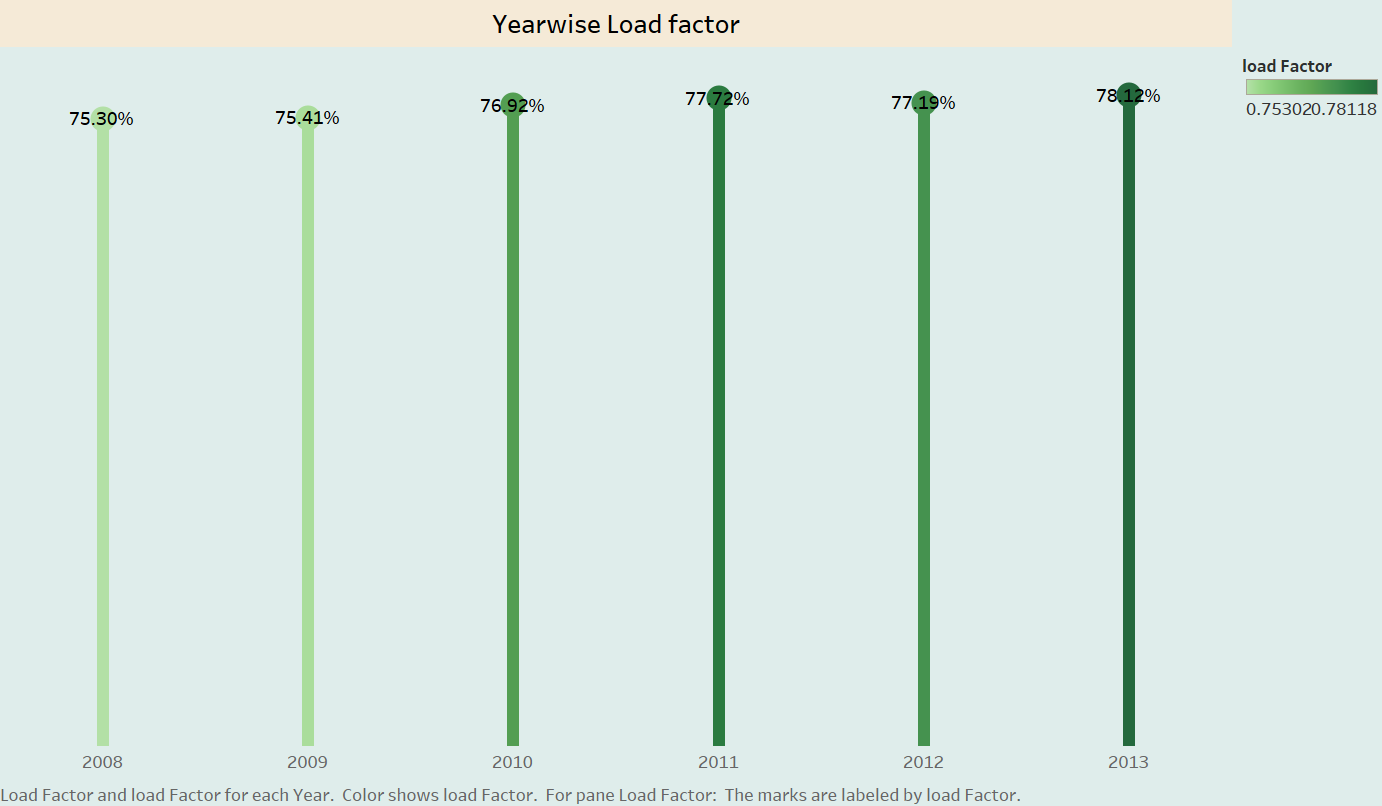 Yearwise Load factor
load Factor
0.75302 0.78118
75.30% 75.41% 76.92% 77.72% 77.19% 78.12%
2008 2009 2010 2011 2012 2013
Load Factor and load Factor for each Year.  Color shows load Factor.  For pane Load Factor:  The marks are labeled by load Factor.